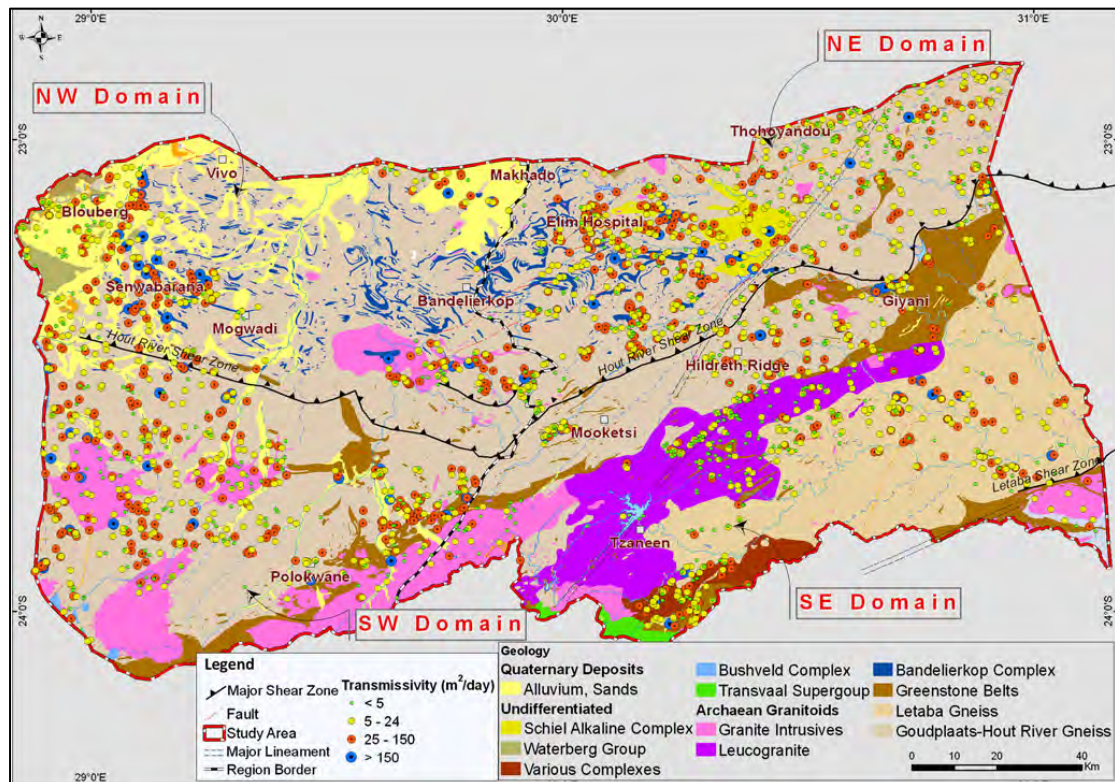 29°0'E 30°0'E 31°0'E
N
W E
S
NE Domain
NW Domain
23°0'S 23°0'S
Thohoyandou
Vivo
Makhado
Blouberg
Elim Hospital
Senwabarana
Bandelierkop
Giyani
Mogwadi
Hout River Shear Zone
Hout River Shear Zone
Hildreth Ridge
Mooketsi
Letaba Shear Zone
Tzaneen
Polokwane
24°0'S 24°0'S
SE Domain
SW Domain
Legend
Major Shear Zone
Fault
Study Area
Major Lineament
Region Border
Transmissivity (m²/day)
< 5
5 - 24
25 - 150
> 150
Geology
Quaternary Deposits
Alluvium, Sands
Undifferentiated
Schiel Alkaline Complex
Waterberg Group
Various Complexes
Bushveld Complex
Transvaal Supergoup
Archaean Granitoids
Granite Intrusives
Leucogranite
Bandelierkop Complex
Greenstone Belts
Letaba Gneiss
Goudplaats-Hout River Gneiss
0 10 20 40
Km
29°0'E